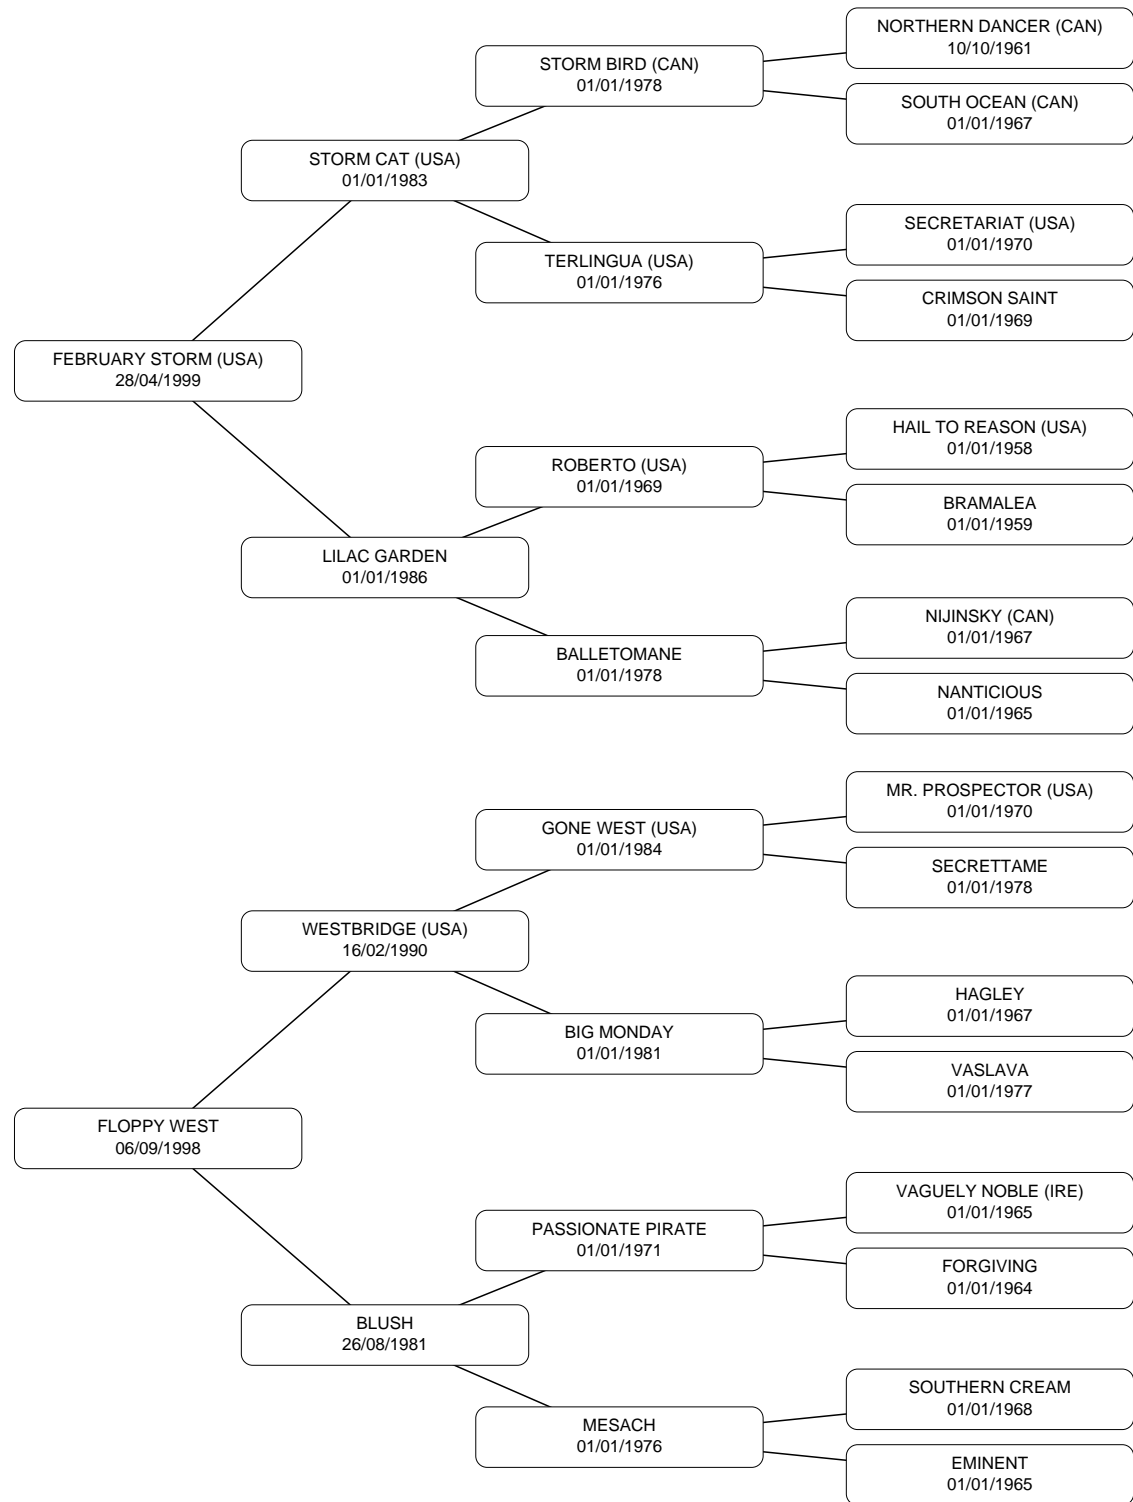 NORTHERN DANCER (CAN)
10/10/1961
STORM BIRD (CAN)
01/01/1978
SOUTH OCEAN (CAN)
01/01/1967
STORM CAT (USA)
01/01/1983
SECRETARIAT (USA)
01/01/1970
TERLINGUA (USA)
01/01/1976
CRIMSON SAINT
01/01/1969
FEBRUARY STORM (USA)
28/04/1999
HAIL TO REASON (USA)
01/01/1958
ROBERTO (USA)
01/01/1969
BRAMALEA
01/01/1959
LILAC GARDEN
01/01/1986
NIJINSKY (CAN)
01/01/1967
BALLETOMANE
01/01/1978
NANTICIOUS
01/01/1965
MR. PROSPECTOR (USA)
01/01/1970
GONE WEST (USA)
01/01/1984
SECRETTAME
01/01/1978
WESTBRIDGE (USA)
16/02/1990
HAGLEY
01/01/1967
BIG MONDAY
01/01/1981
VASLAVA
01/01/1977
FLOPPY WEST
06/09/1998
VAGUELY NOBLE (IRE)
01/01/1965
PASSIONATE PIRATE
01/01/1971
FORGIVING
01/01/1964
BLUSH
26/08/1981
SOUTHERN CREAM
01/01/1968
MESACH
01/01/1976
EMINENT
01/01/1965